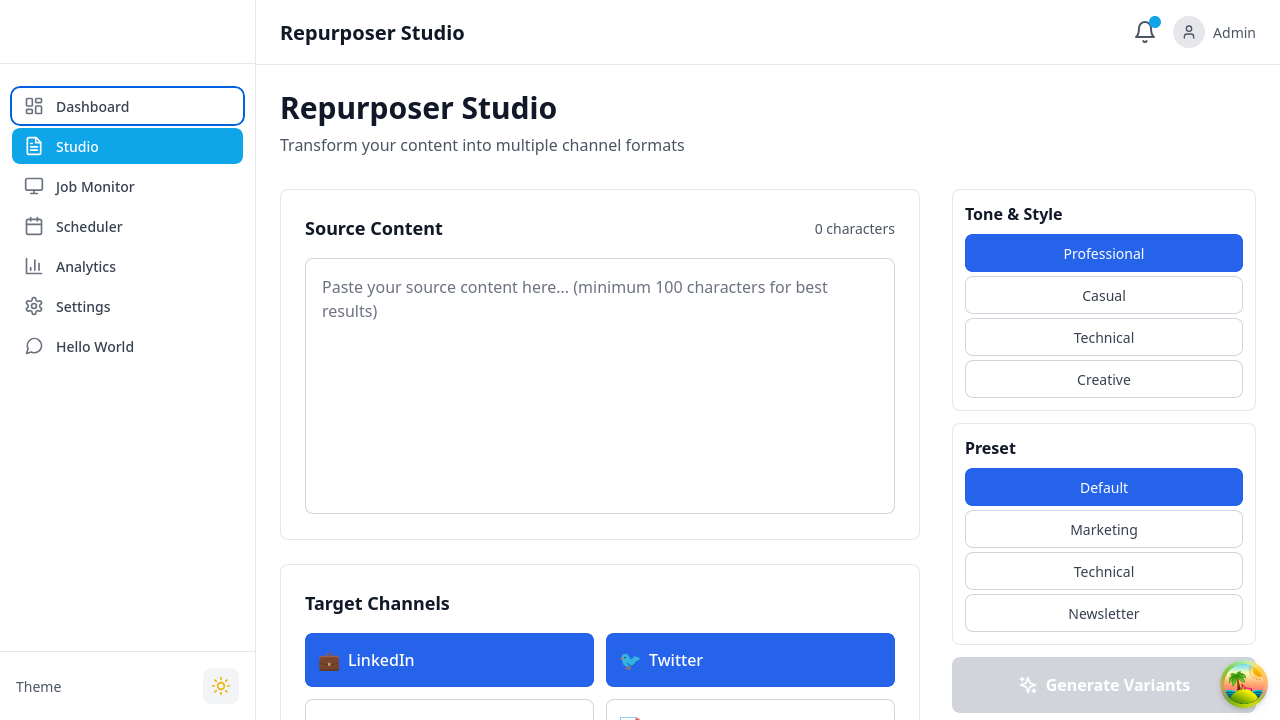 Repurposer Studio
Admin
Dashboard
Studio
Job Monitor
Scheduler
Analytics
Settings
Hello World
Theme
Repurposer Studio
Transform your content into multiple channel formats
Source Content
0 characters
Paste your source content here... (minimum 100 characters for best
results)
Target Channels
LinkedIn
Twitter
Tone & Style
Professional
Casual
Technical
Creative
Preset
Default
Marketing
Technical
Newsletter
Generate Variants